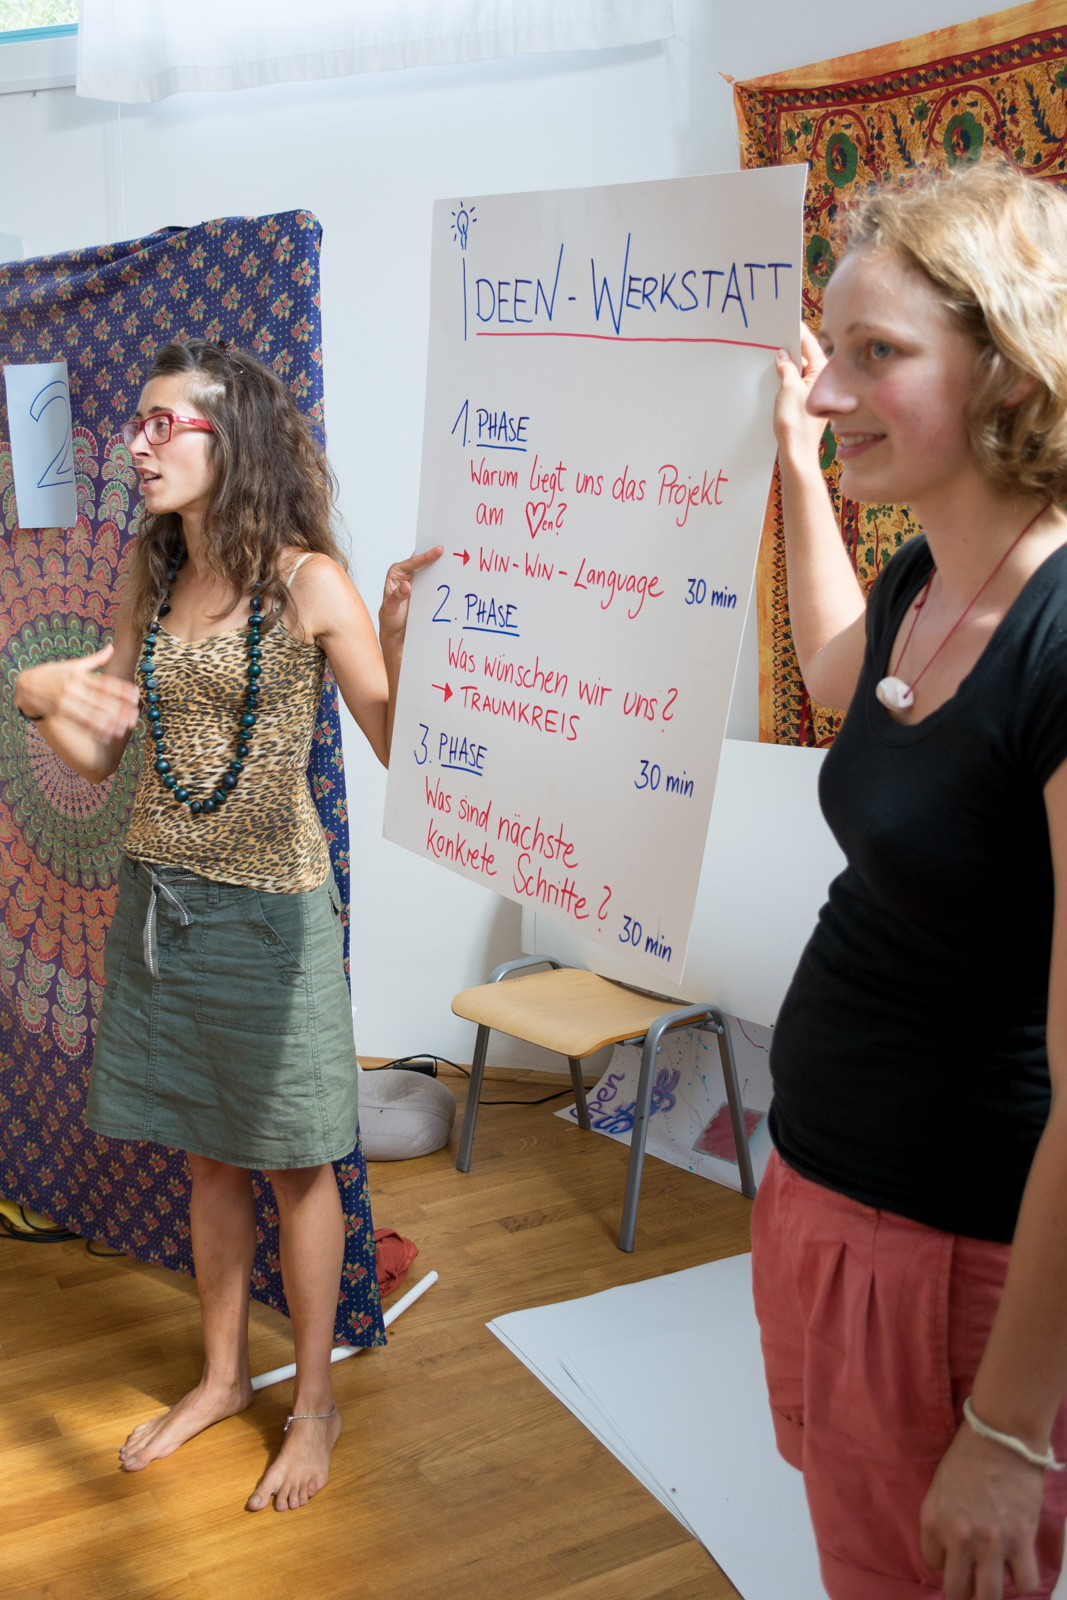 2
IDEEN-WERKSTATT
1. PHASE
Warum liegt uns das Projekt
am ♡en?
→ WIN-WIN-Language 30 min
2. PHASE
Was wünschen wir uns?
→ TRAUMKREIS
30 min
3. PHASE
Was sind nächste
konkrete Schritte?
30 min
Open